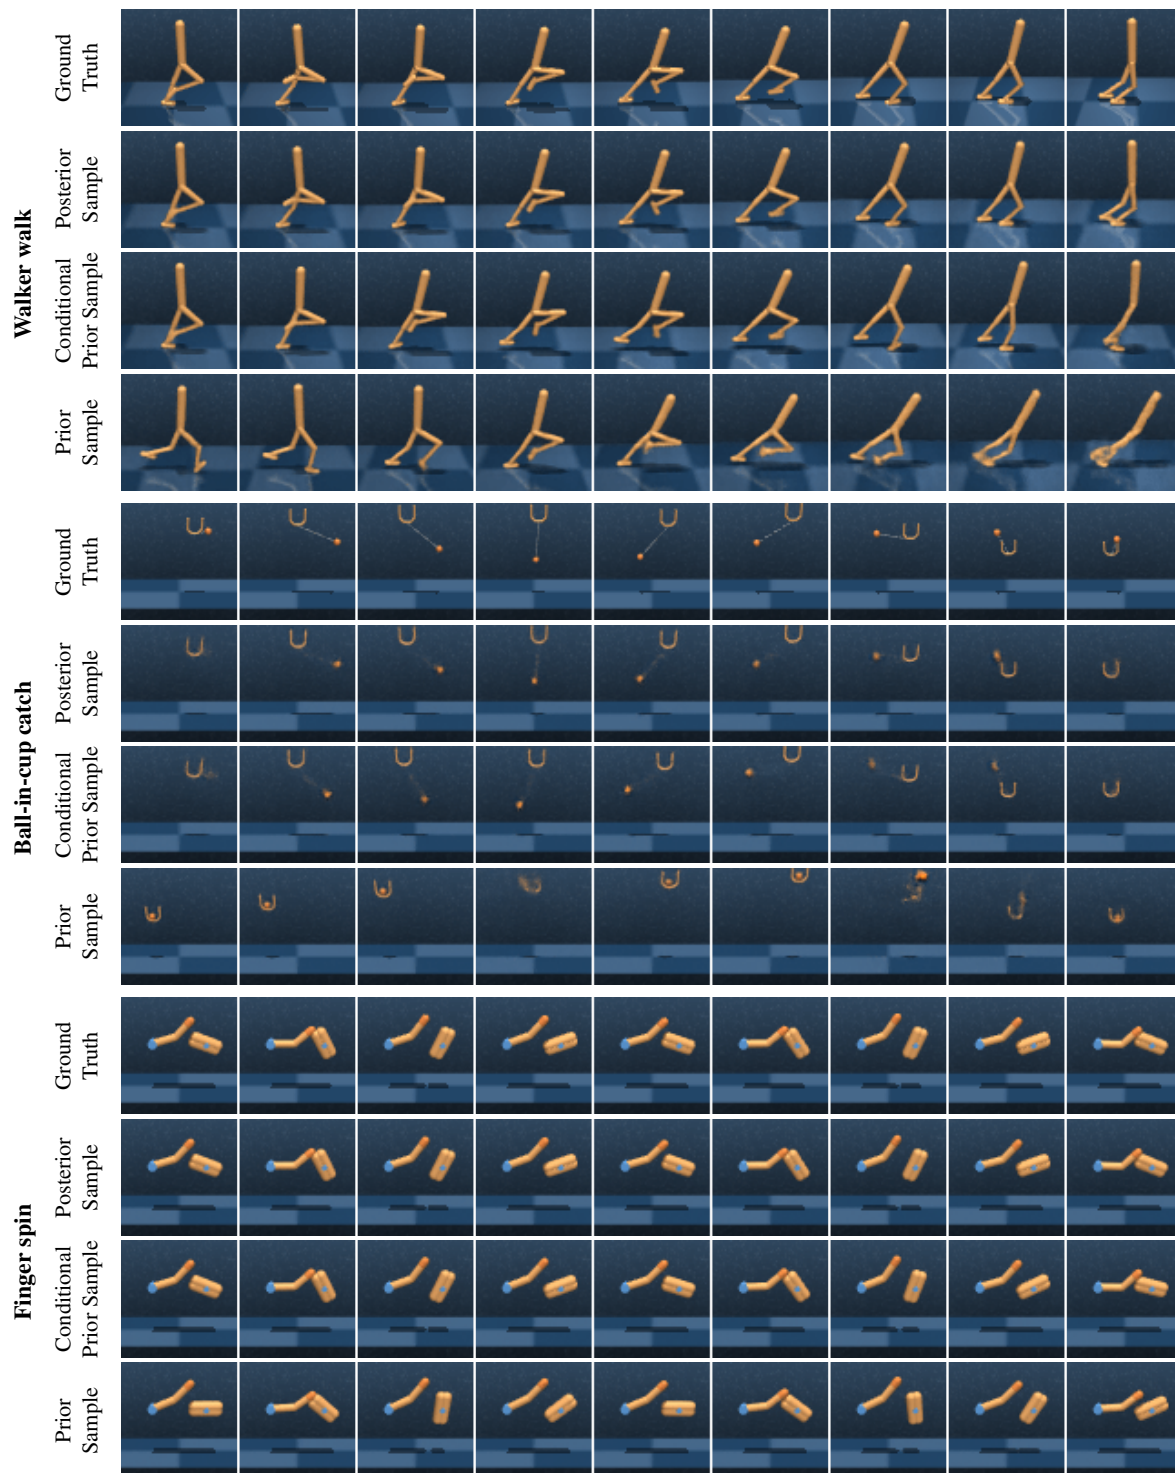 Walker walk
Ground
Truth
Posterior
Sample
Conditional
Prior Sample
Prior
Sample
Ball-in-cup catch
Ground
Truth
Posterior
Sample
Conditional
Prior Sample
Prior
Sample
Finger spin
Ground
Truth
Posterior
Sample
Conditional
Prior Sample
Prior
Sample